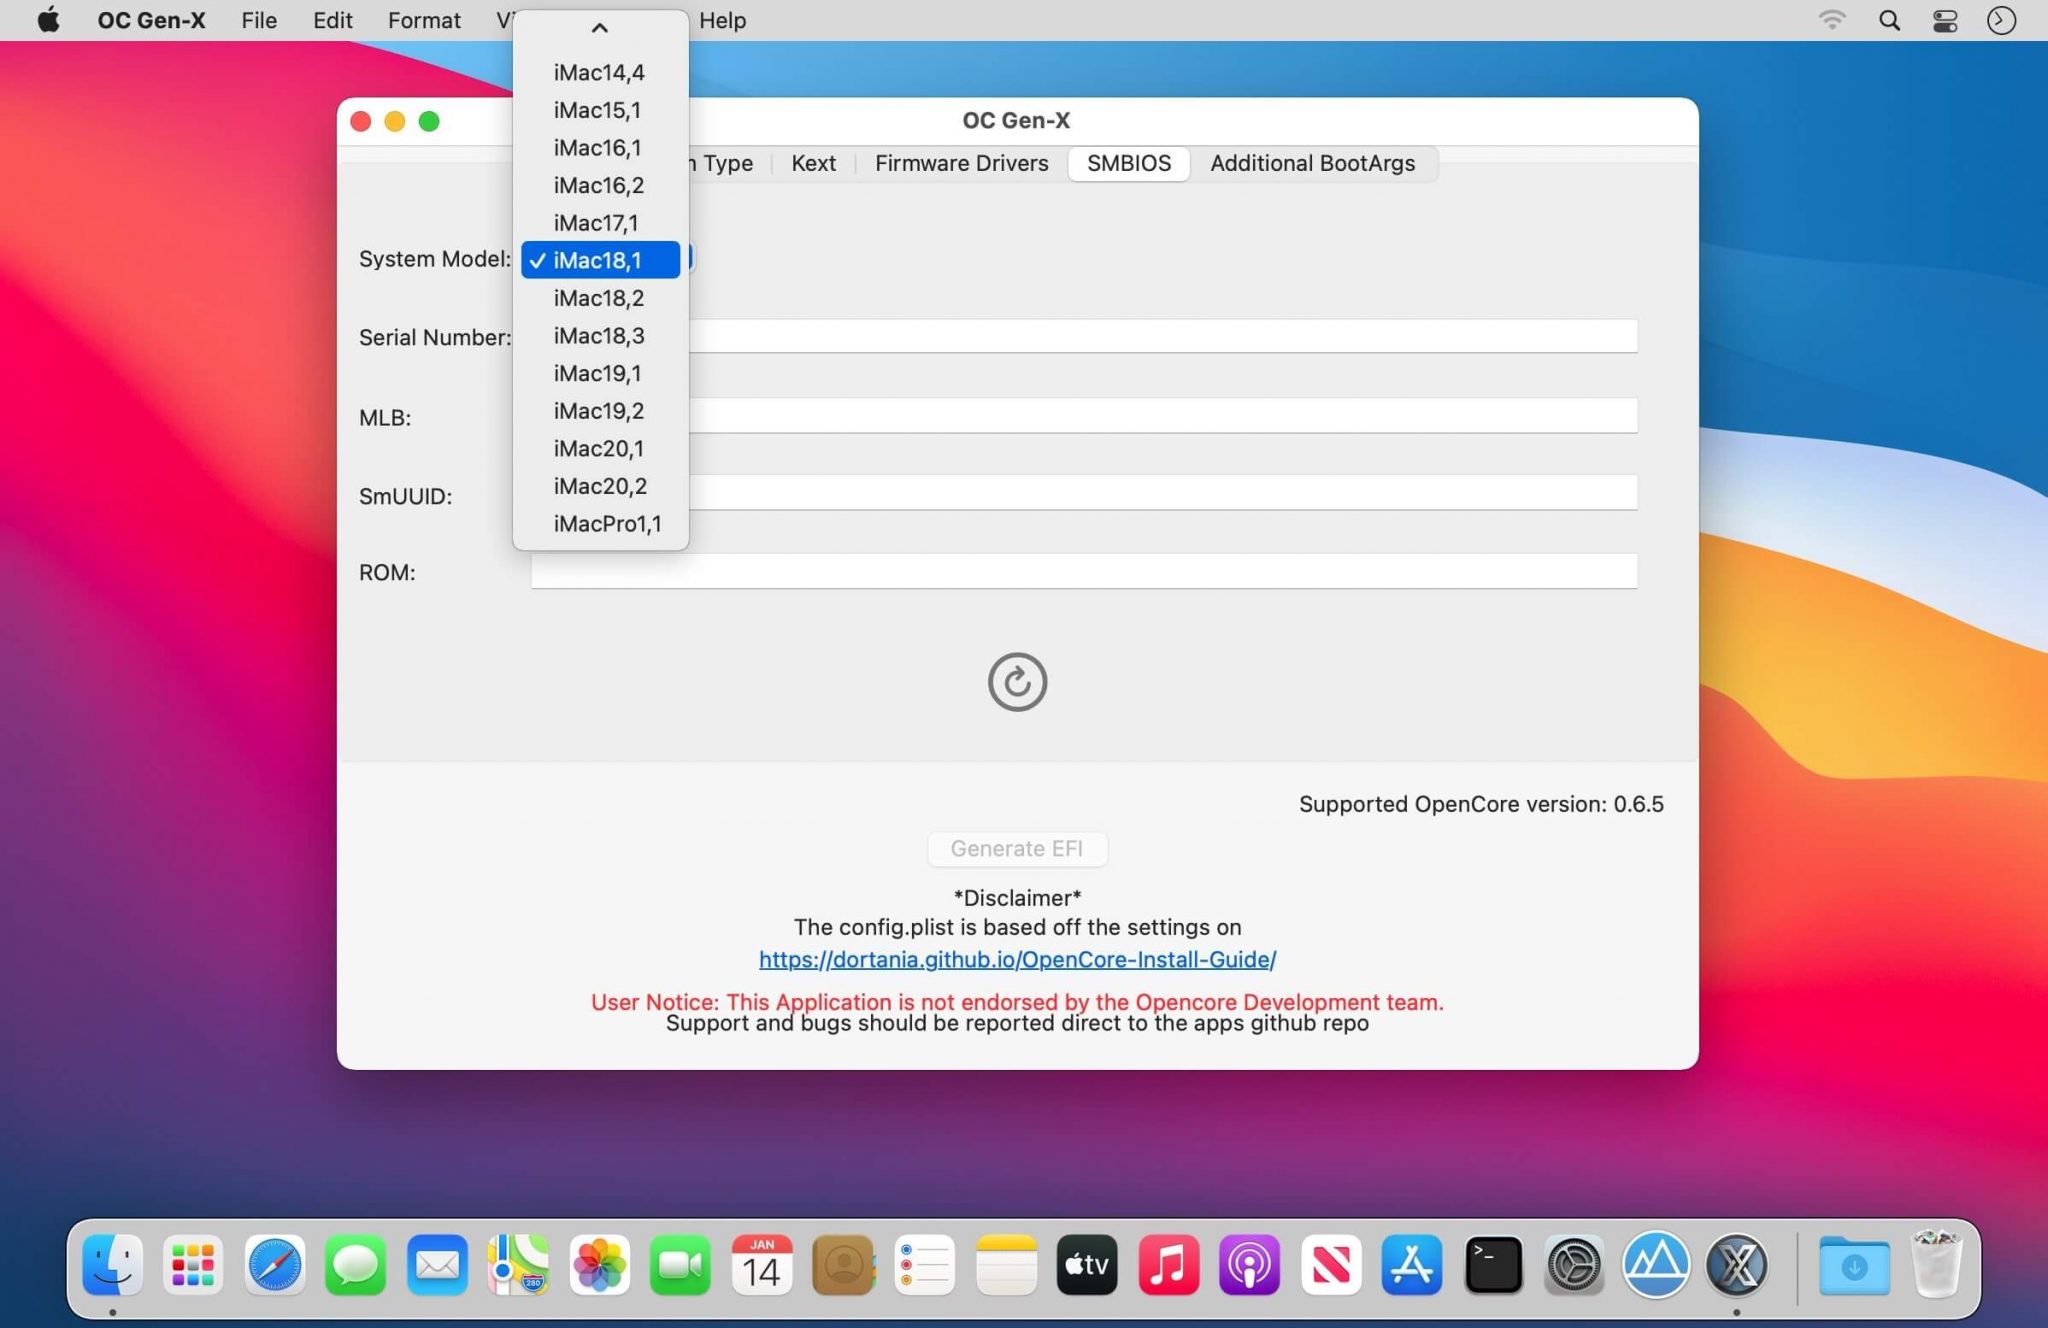 OC Gen-X File Edit Format Help
iMac14,4
iMac15,1
iMac16,1
iMac16,2
iMac17,1
iMac18,1
iMac18,2
iMac18,3
iMac19,1
iMac19,2
iMac20,1
iMac20,2
iMacPro1,1
OC Gen-X
Type Kext Firmware Drivers SMBIOS Additional BootArgs
System Model:
Serial Number:
MLB:
SmUUID:
ROM:
Supported OpenCore version: 0.6.5
Generate EFI
*Disclaimer*
The config.plist is based off the settings on
https://dortania.github.io/OpenCore-Install-Guide/
User Notice: This Application is not endorsed by the Opencore Development team.
Support and bugs should be reported direct to the apps github repo
280
JAN
14
tv
>_